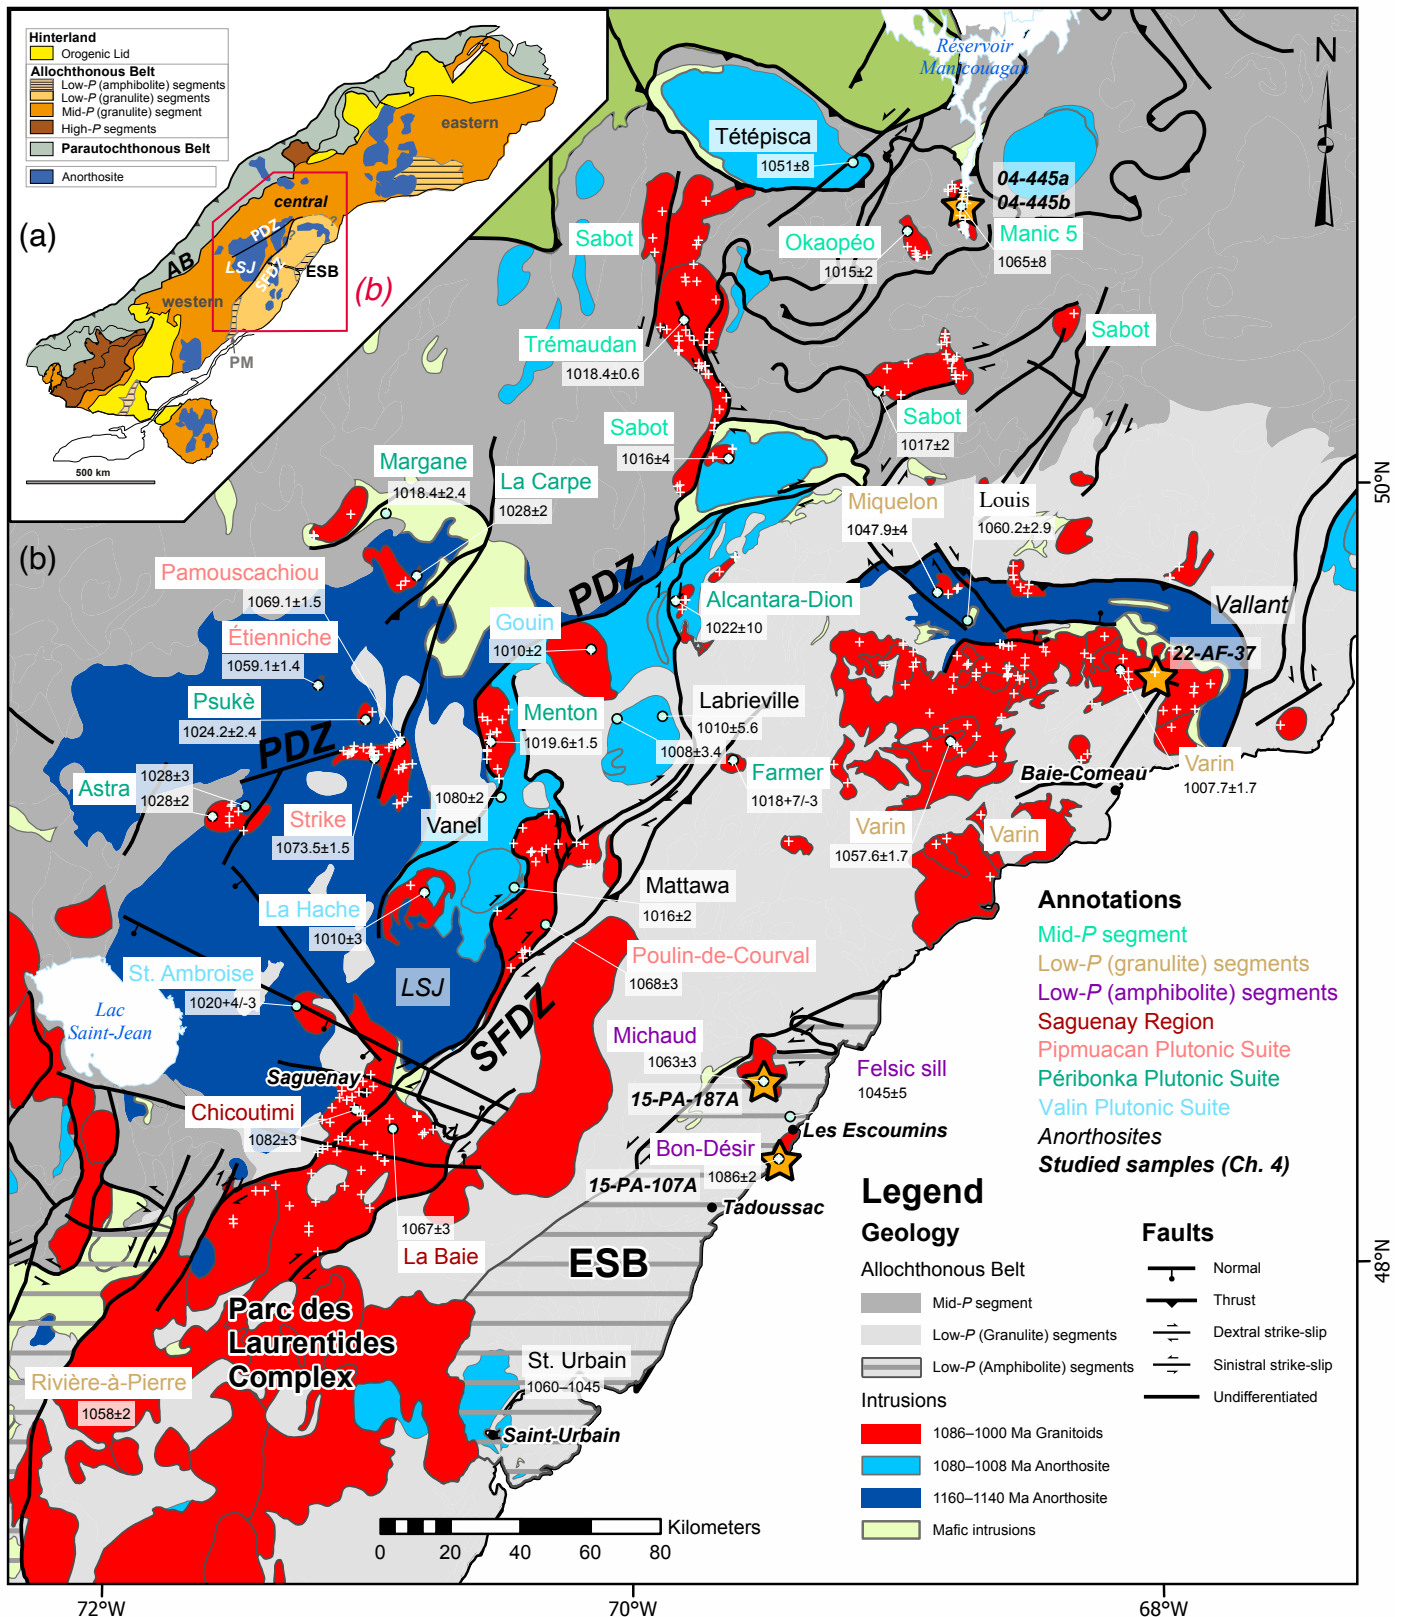 Hinterland
Orogenic Lid
Allochthonous Belt
Low-P (amphibolite) segments
Low-P (granulite) segments
Mid-P (granulite) segment
High-P segments
Parautochthonous Belt
Anorthosite
(a)
eastern
central
PDZ
?
LSJ
SFDZ
ESB
AB
western
PM
(b)
500 km
Réservoir
Manicouagan
N
Tétépisca
1051±8
04-445a
04-445b
Manic 5
1065±8
Okaopéo
1015±2
Sabot
Trémaudan
1018.4±0.6
Sabot
Sabot
1017±2
Sabot
1016±4
Margane
1018.4±2.4
La Carpe
1028±2
Miquelon
1047.9±4
Louis
1060.2±2.9
50°N
(b)
Pamouscachiou
1069.1±1.5
PDZ
Alcantara-Dion
1022±10
Vallant
Étienniche
1059.1±1.4
Gouin
1010±2
22-AF-37
Psukè
1024.2±2.4
PDZ
Menton
1019.6±1.5
Labrieville
1010±5.6
1008±3.4
Astra
1028±3
1028±2
Strike
1073.5±1.5
1080±2
Vanel
Farmer
1018+7/-3
Baie-Comeau
Varin
1007.7±1.7
Varin
1057.6±1.7
Varin
La Hache
1010±3
Mattawa
1016±2
St. Ambroise
1020+4/-3
LSJ
Poulin-de-Courval
1068±3
Lac
Saint-Jean
SFDZ
Michaud
1063±3
15-PA-187A
Felsic sill
1045±5
Saguenay
Chicoutimi
1082±3
Les Escoumins
Bon-Désir
1086±2
15-PA-107A
Tadoussac
1067±3
La Baie
ESB
48°N
Parc des
Laurentides
Complex
Rivière-à-Pierre
1058±2
St. Urbain
1060–1045
Saint-Urbain
Annotations
Mid-P segment
Low-P (granulite) segments
Low-P (amphibolite) segments
Saguenay Region
Pipmuacan Plutonic Suite
Péribonka Plutonic Suite
Valin Plutonic Suite
Anorthosites
Studied samples (Ch. 4)
Legend
Geology
Allochthonous Belt
Mid-P segment
Low-P (Granulite) segments
Low-P (Amphibolite) segments
Intrusions
1086–1000 Ma Granitoids
1080–1008 Ma Anorthosite
1160–1140 Ma Anorthosite
Mafic intrusions
Faults
Normal
Thrust
Dextral strike-slip
Sinistral strike-slip
Undifferentiated
Kilometers
0 20 40 60 80
72°W 70°W 68°W